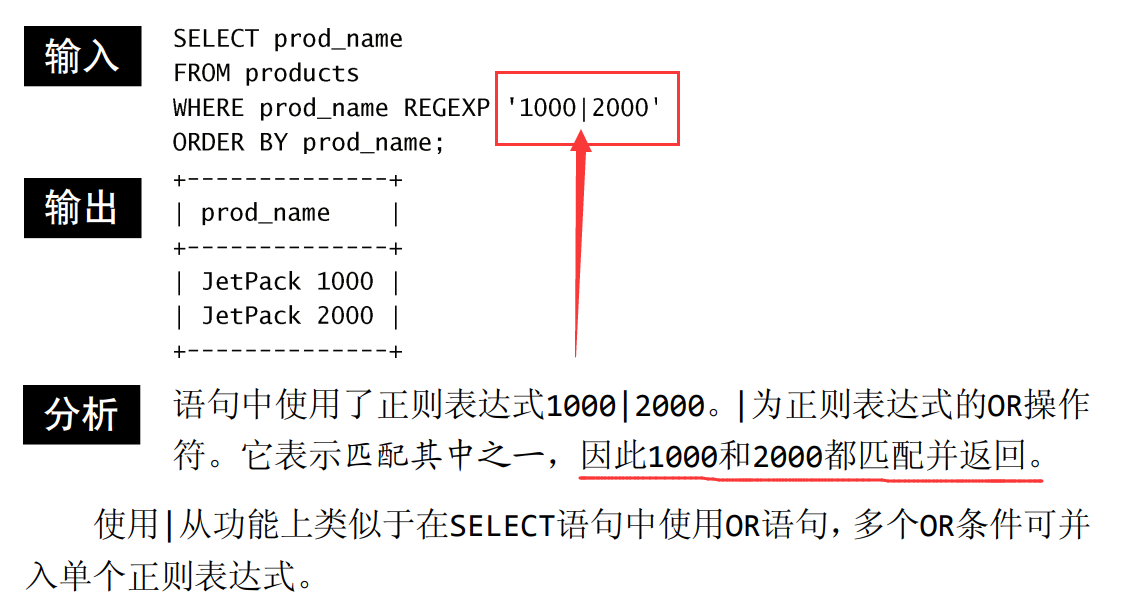 输入
SELECT prod_name
FROM products
WHERE prod_name REGEXP '1000|2000'
ORDER BY prod_name;
输出
+--------------+
| prod_name    |
+--------------+
| JetPack 1000 |
| JetPack 2000 |
+--------------+
分析
语句中使用了正则表达式1000|2000。|为正则表达式的OR操作
符。它表示匹配其中之一，因此1000和2000都匹配并返回。
使用|从功能上类似于在SELECT语句中使用OR语句，多个OR条件可并
入单个正则表达式。